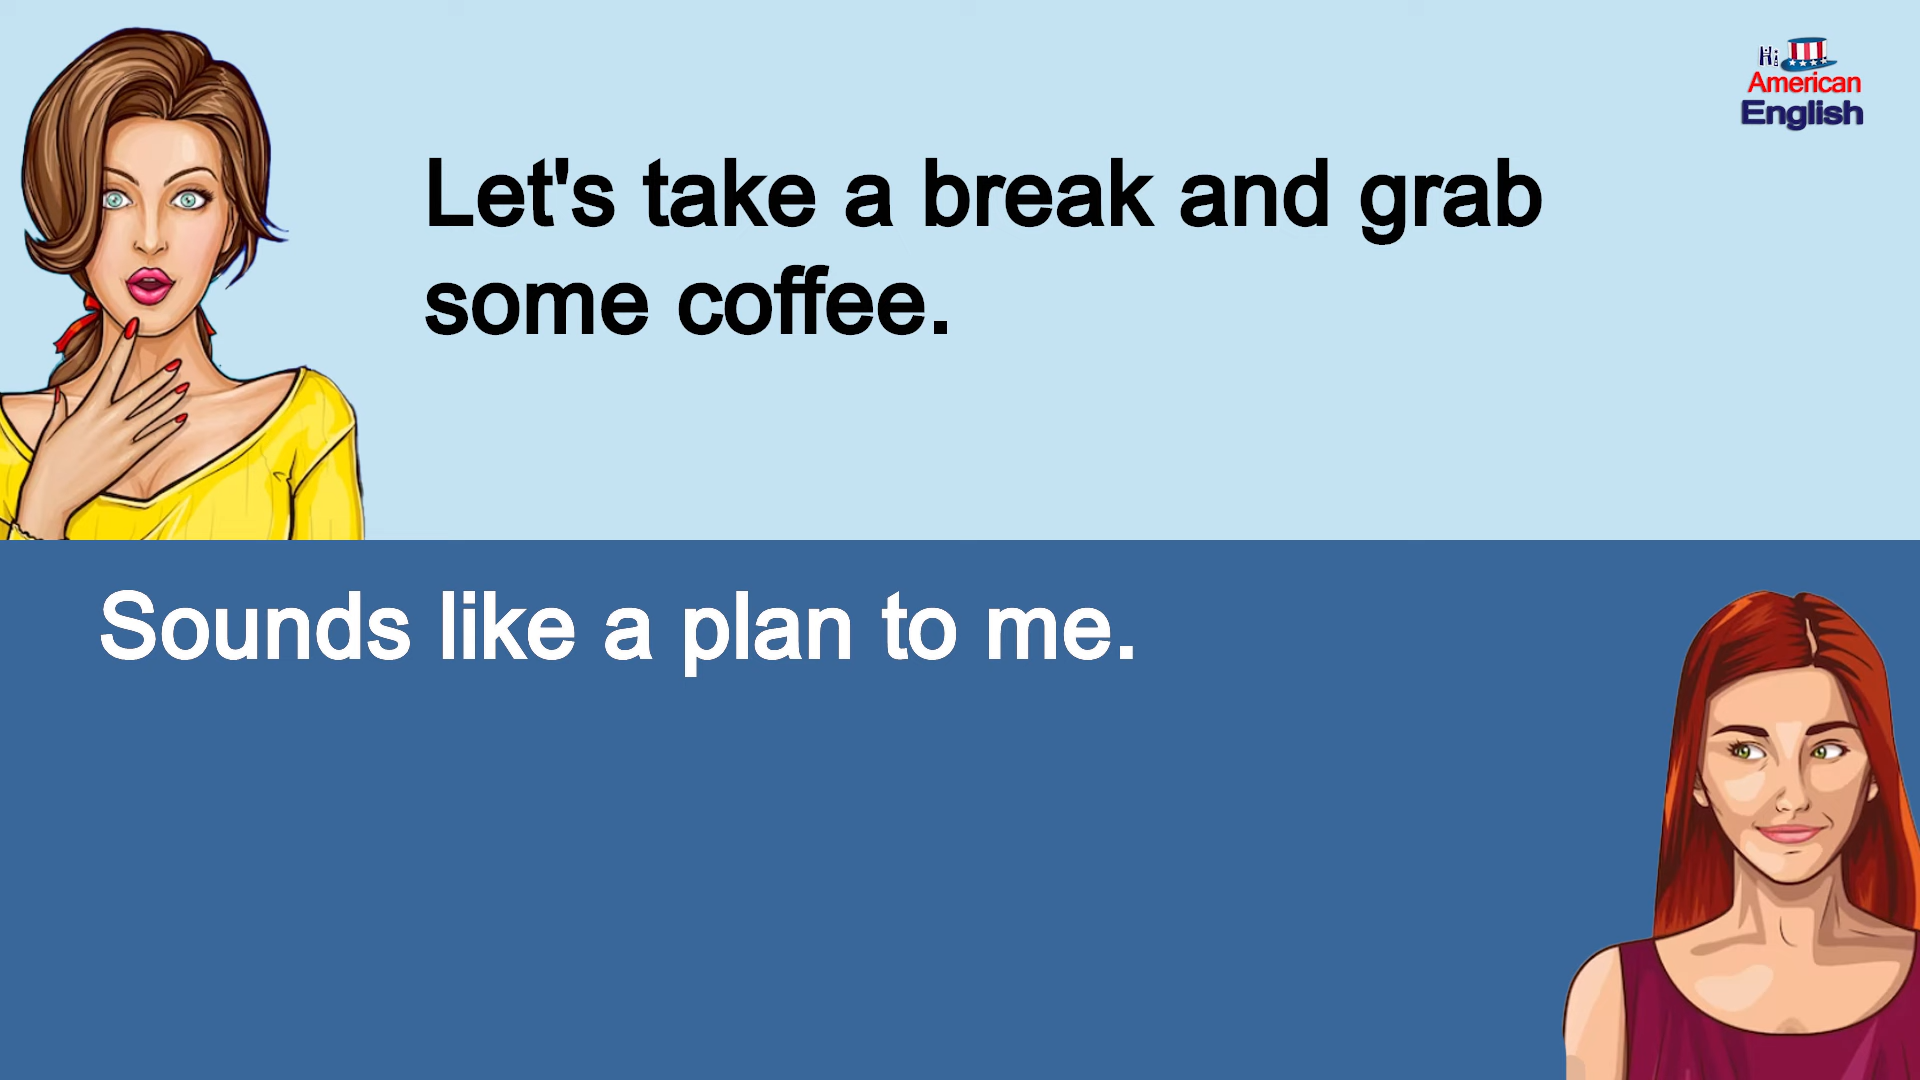 Hi
American
English
Let's take a break and grab
some coffee.
Sounds like a plan to me.